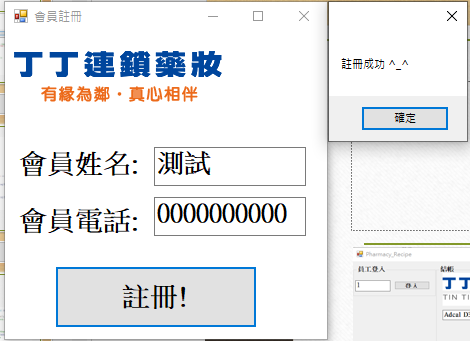 會員註冊
丁丁連鎖藥妝
有緣為鄰・真心相伴
會員姓名:
測試
會員電話:
0000000000
註冊!
註冊成功 ^_^
確定
Pharmacy_Recipe
員工登入
結帳
1
登入
丁丁
TIN TI
Adcal D3